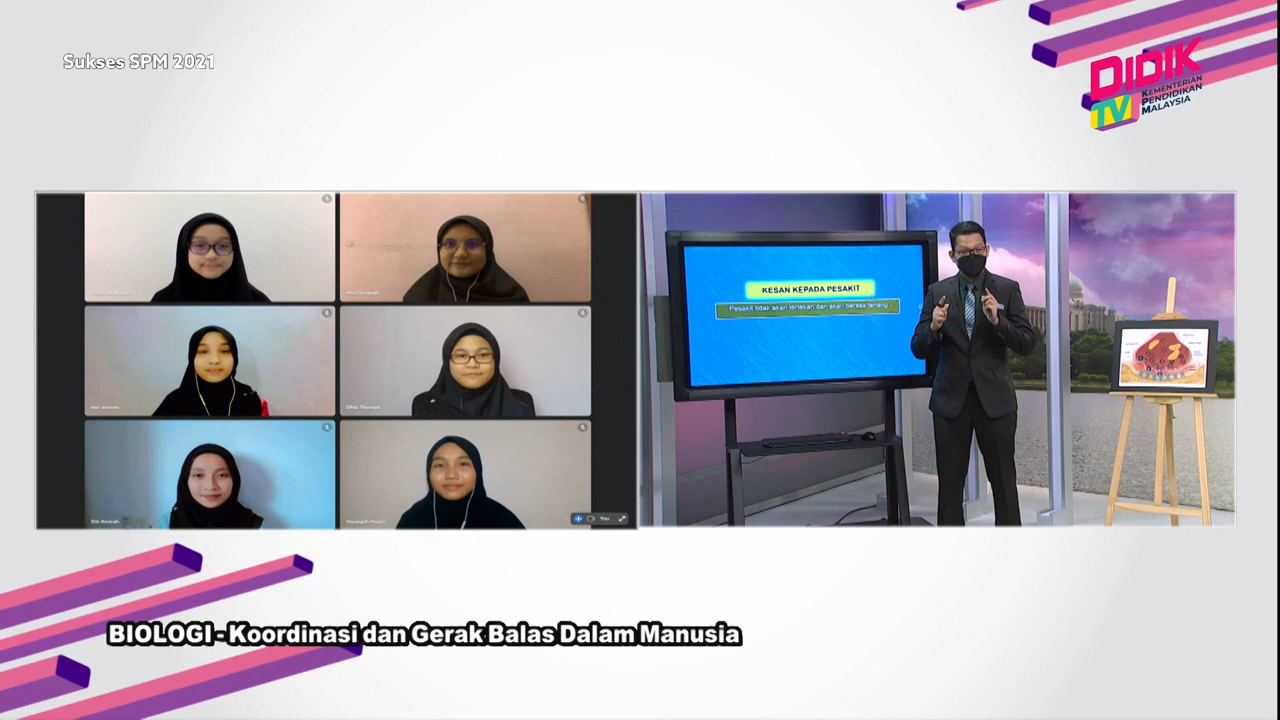 Sukses SPM 2021
DIDIK
TV
KEMENTERIAN
PENDIDIKAN
MALAYSIA
KESAN KEPADA PESAKIT
Pesakit tidak akan tertekan dan akan berasa tenang
BIOLOGI - Koordinasi dan Gerak Balas Dalam Manusia